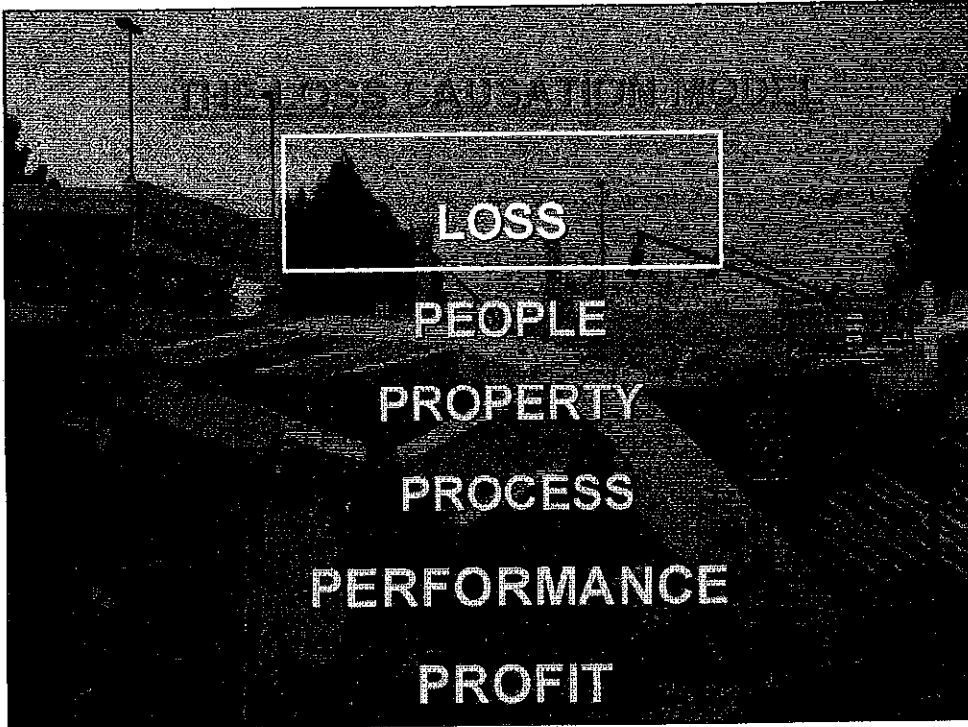 THE LOSS CAUSATION MODEL
LOSS
PEOPLE
PROPERTY
PROCESS
PERFORMANCE
PROFIT